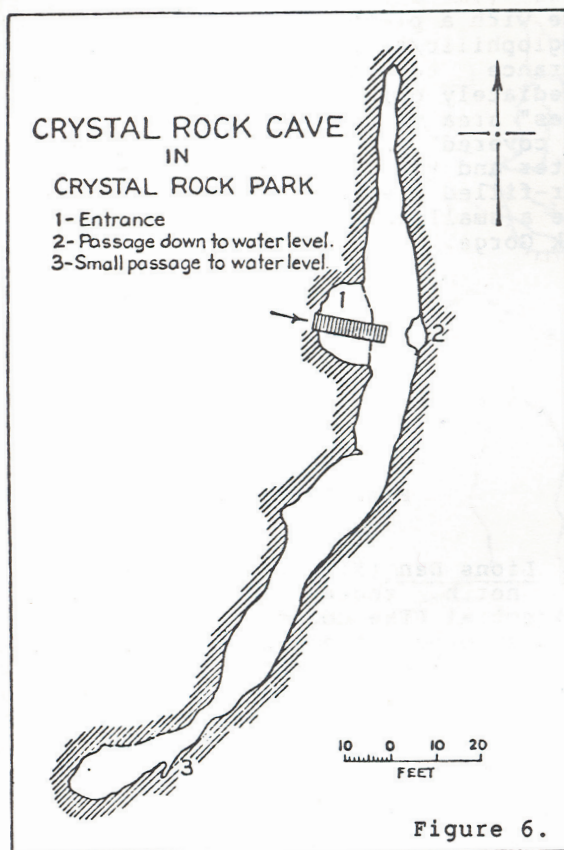 CRYSTAL ROCK CAVE
IN
CRYSTAL ROCK PARK
1-Entrance
2-Passage down to water level.
3-Small passage to water level.
1
2
3
10 0 10 20
FEET
Figure 6.